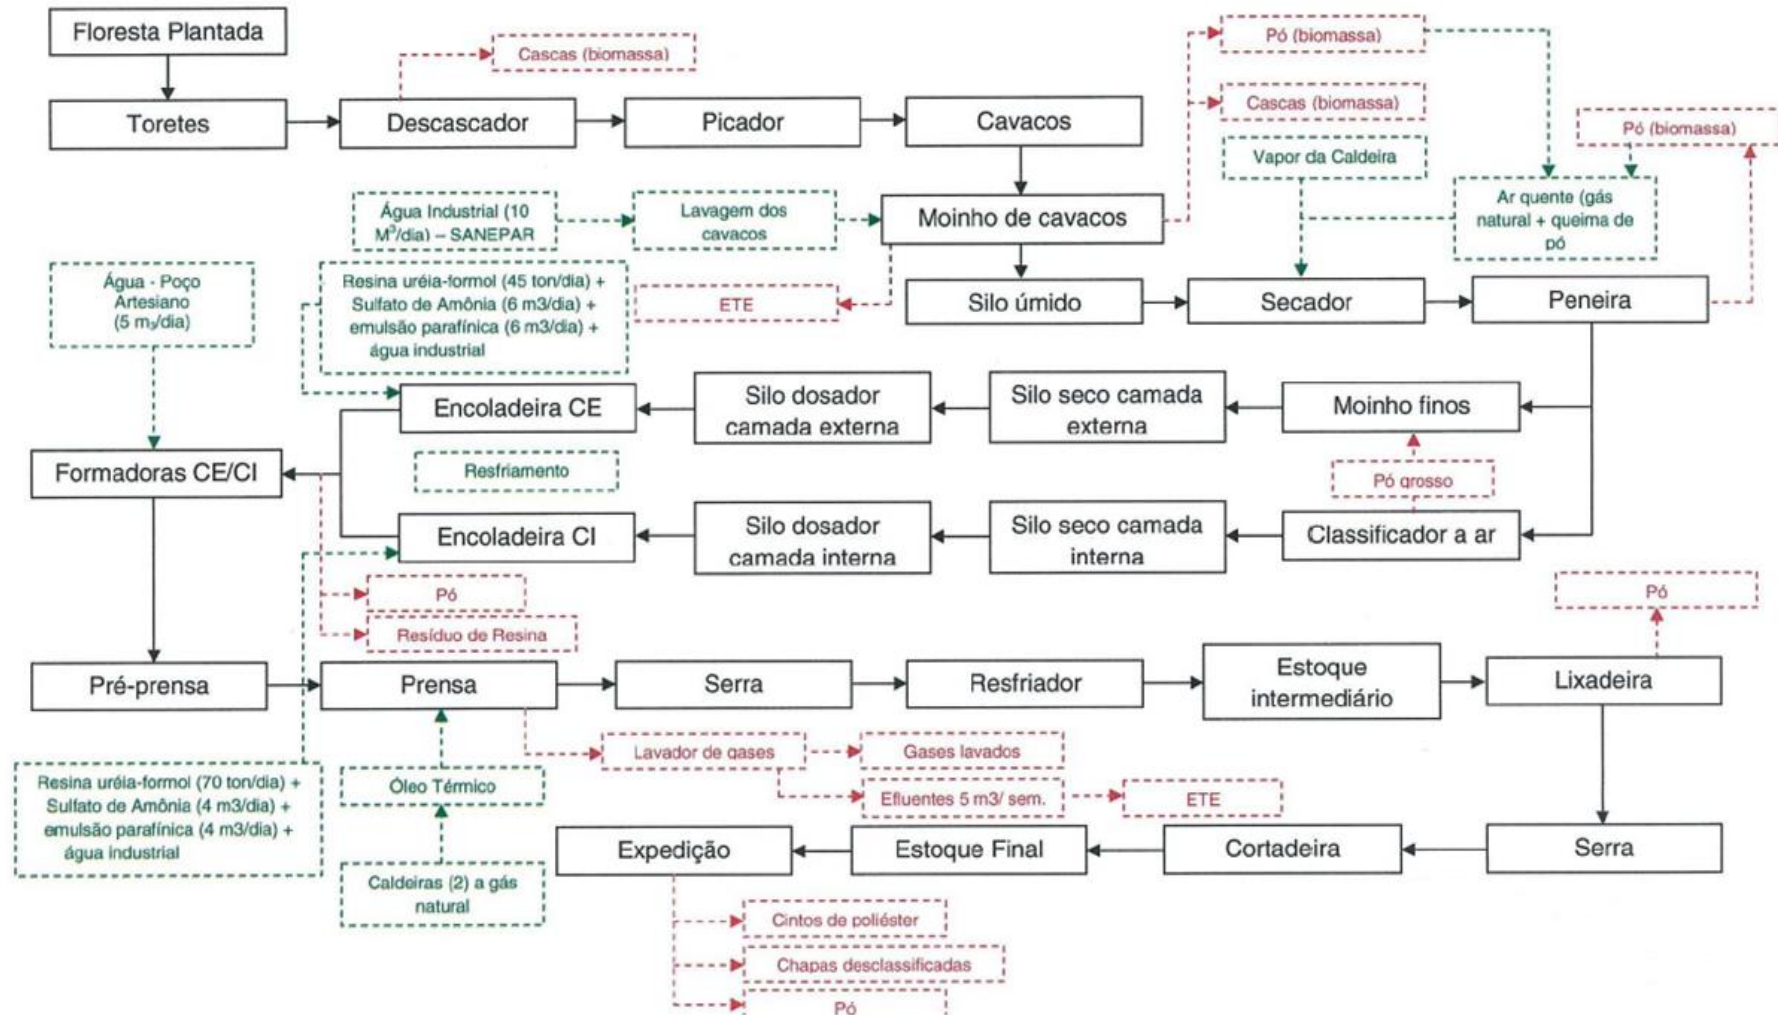 Floresta Plantada
Cascas (biomassa)
Pó (biomassa)
Toretes
Descascador
Picador
Cavacos
Cascas (biomassa)
Pó (biomassa)
Vapor da Caldeira
Água Industrial (10
M³/dia) – SANEPAR
Lavagem dos
cavacos
Moinho de cavacos
Ar quente (gás
natural + queima de
pó
Água - Poço
Artesiano
(5 m₃/dia)
Resina uréia-formol (45 ton/dia) +
Sulfato de Amônia (6 m3/dia) +
emulsão parafínica (6 m3/dia) +
água industrial
ETE
Silo úmido
Secador
Peneira
Encoladeira CE
Silo dosador
camada externa
Silo seco camada
externa
Moinho finos
Formadoras CE/CI
Resfriamento
Pó grosso
Encoladeira CI
Silo dosador
camada interna
Silo seco camada
interna
Classificador a ar
Pó
Resíduo de Resina
Pó
Pré-prensa
Prensa
Serra
Resfriador
Estoque
intermediário
Lixadeira
Lavador de gases
Gases lavados
Resina uréia-formol (70 ton/dia) +
Sulfato de Amônia (4 m3/dia) +
emulsão parafínica (4 m3/dia) +
água industrial
Óleo Térmico
Efluentes 5 m3/ sem.
ETE
Expedição
Estoque Final
Cortadeira
Serra
Caldeiras (2) a gás
natural
Cintos de poliéster
Chapas desclassificadas
Pó